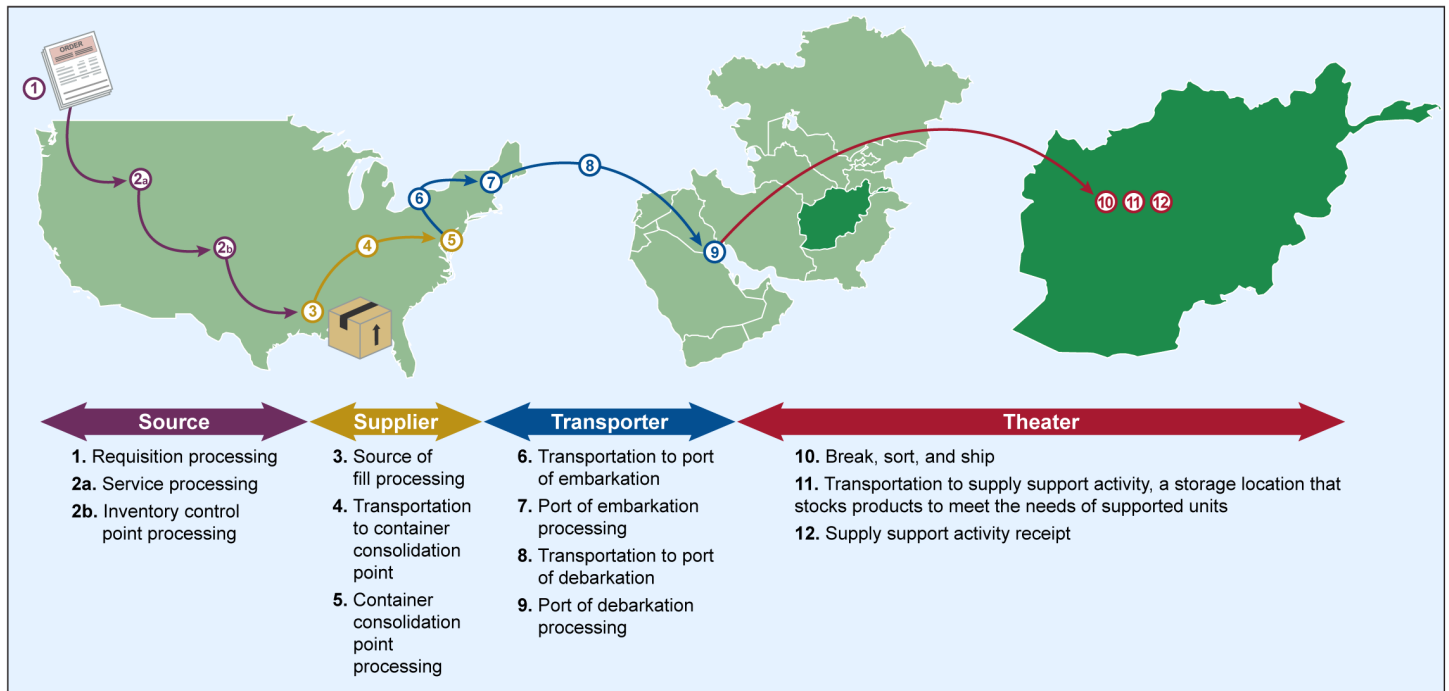 ORDER
1
2a
2b
3
4
5
6
7
8
9
10
11
12
Source
1. Requisition processing
2a. Service processing
2b. Inventory control
point processing
Supplier
3. Source of
fill processing
4. Transportation
to container
consolidation
point
5. Container
consolidation
point
processing
Transporter
6. Transportation to port
of embarkation
7. Port of embarkation
processing
8. Transportation to port
of debarkation
9. Port of debarkation
processing
Theater
10. Break, sort, and ship
11. Transportation to supply support activity, a storage location that
stocks products to meet the needs of supported units
12. Supply support activity receipt